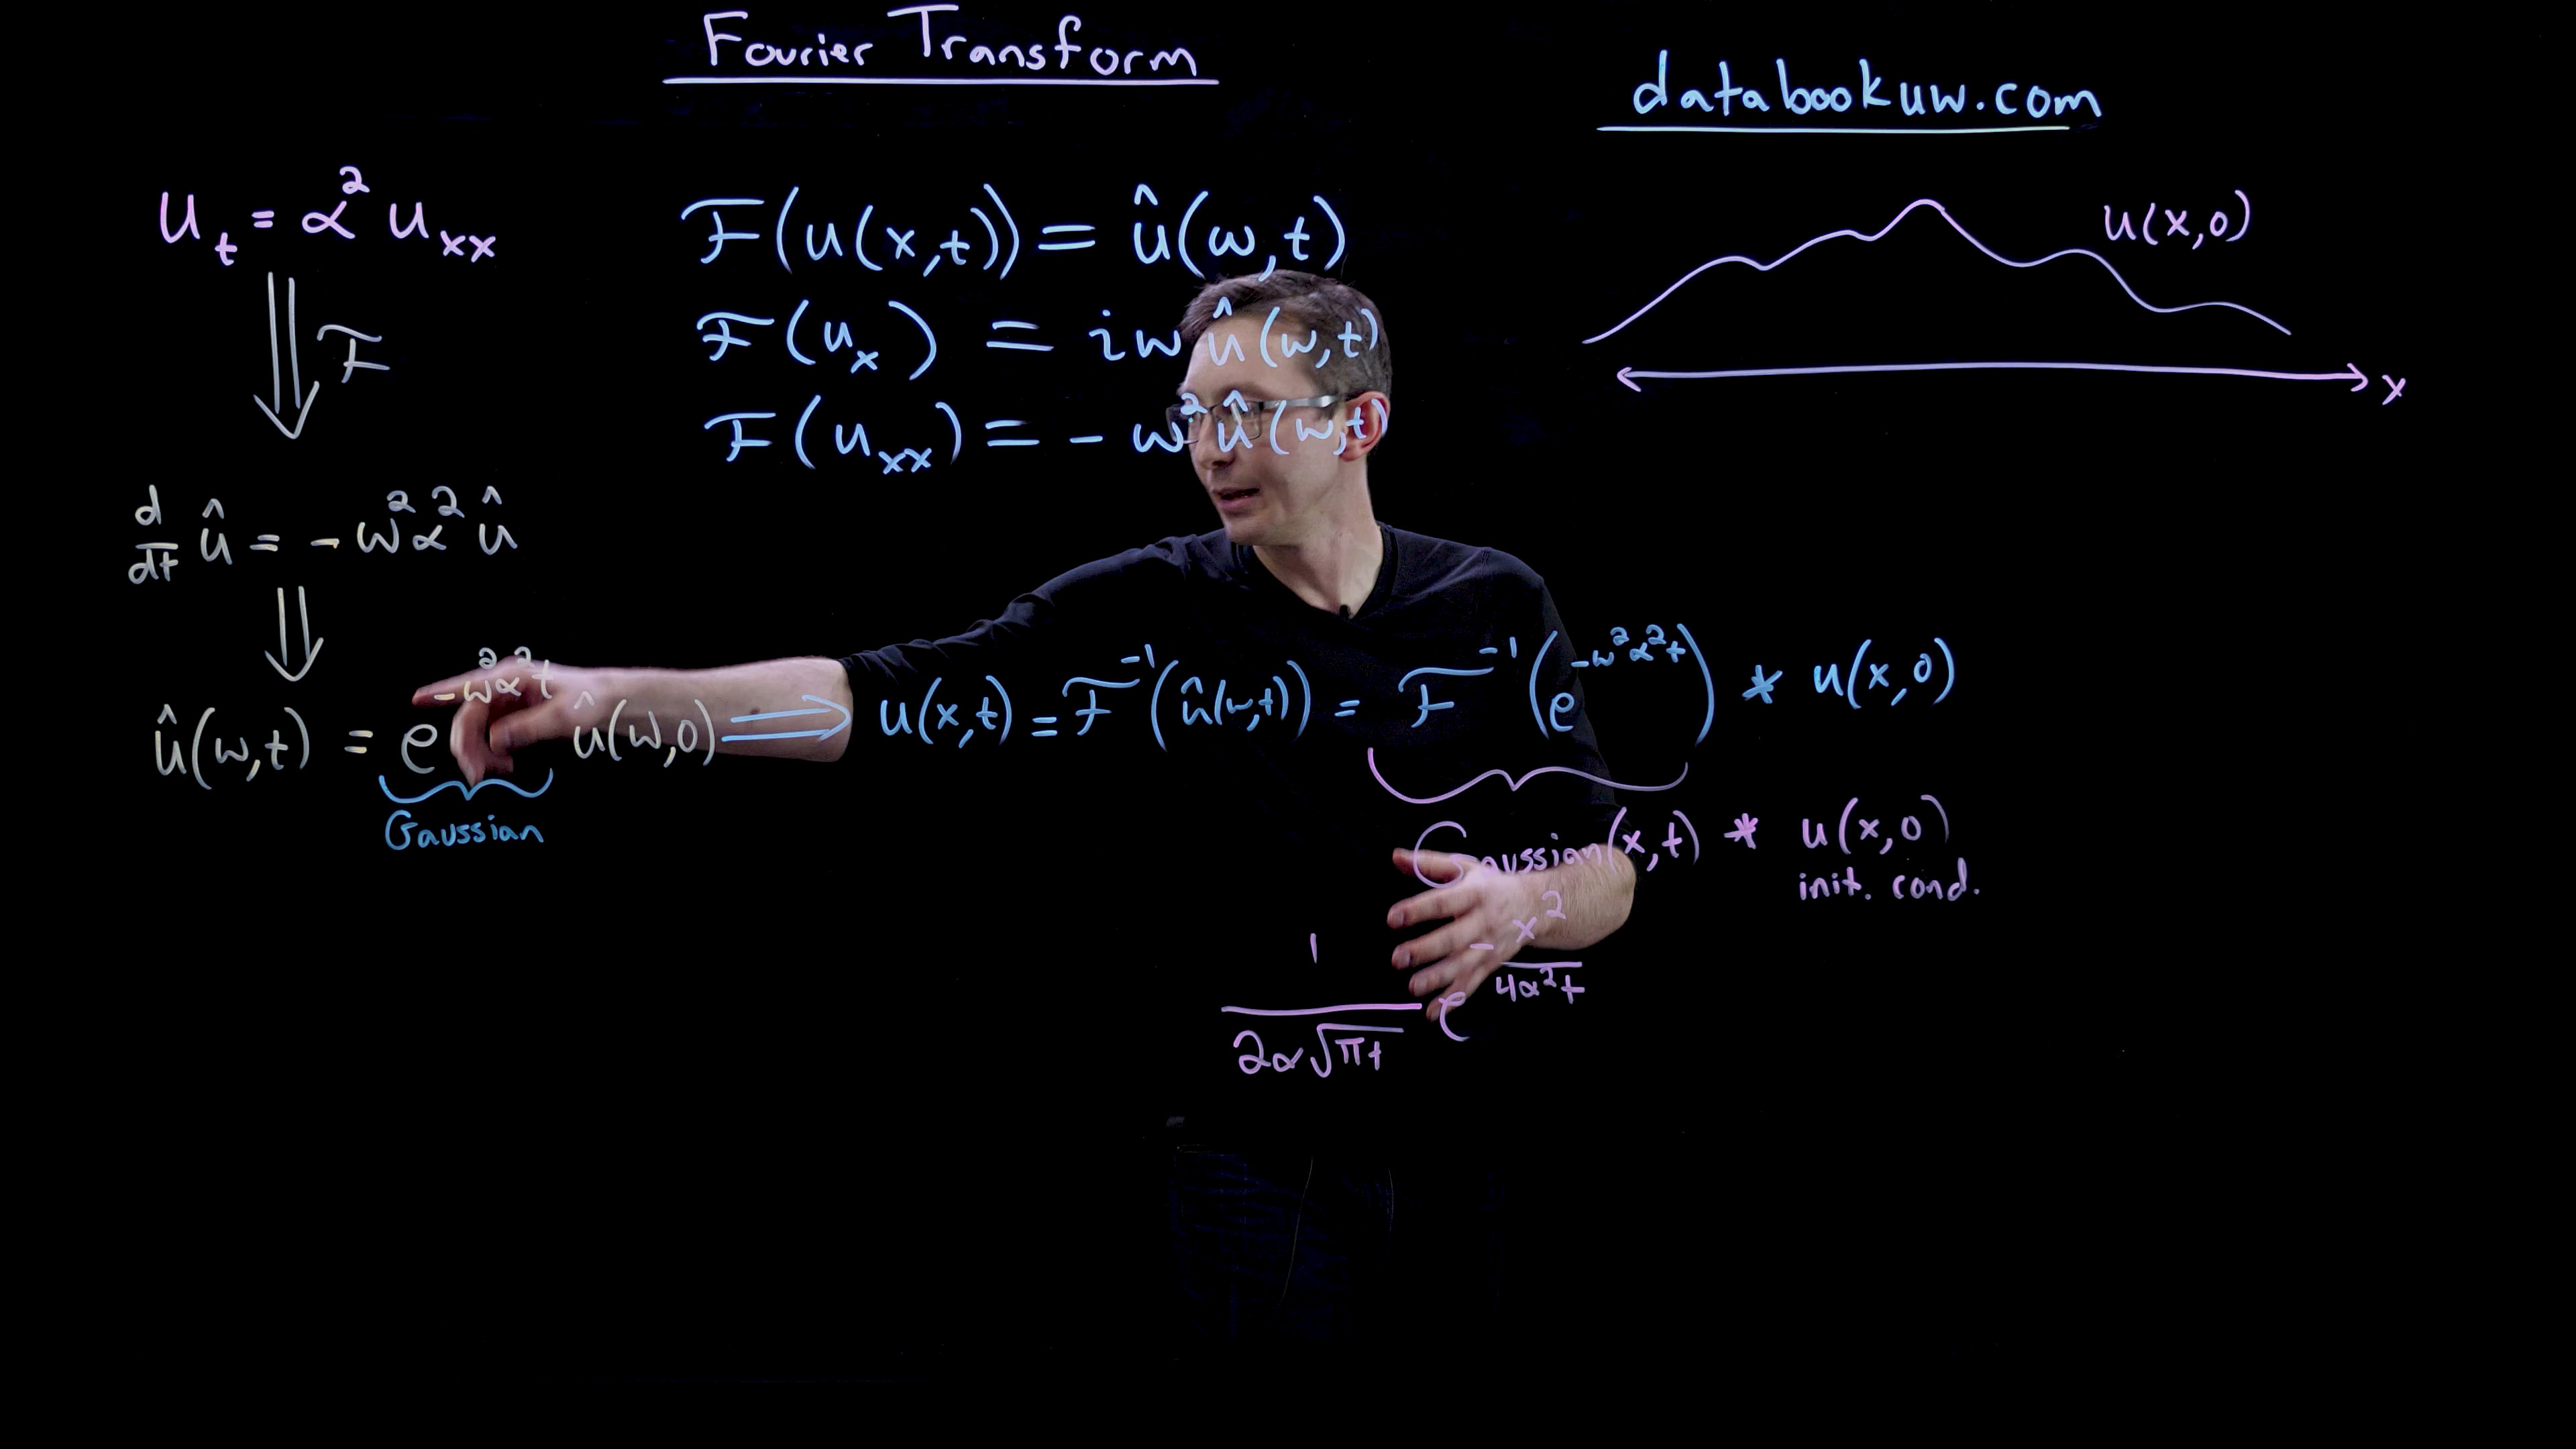 Fourier Transform
databookuw.com
u_t = α² u_xx
F
d/dt û = - ω² α² û
û(ω,t) = e^(-ω²α²t) û(ω,0)
Gaussian
F(u(x,t)) = û(ω,t)
F(u_x) = iω û(ω,t)
F(u_xx) = - ω² û(ω,t)
u(x,0)
x
⟹ u(x,t) = F⁻¹(û(ω,t)) = F⁻¹(e^(-ω²α²t)) * u(x,0)
Gaussian(x,t) * u(x,0)
init. cond.
1/(2α√(πt)) e^(-x²/(4α²t))